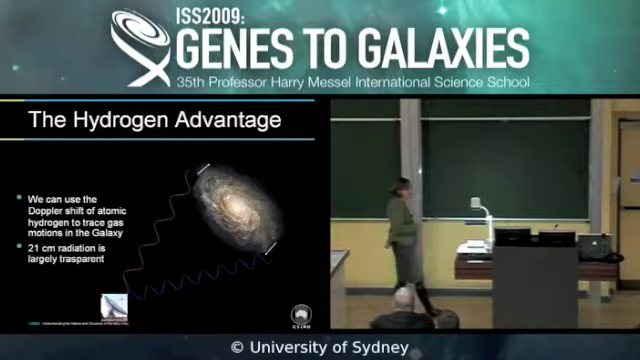 ISS2009:
GENES TO GALAXIES
35th Professor Harry Messel International Science School
The Hydrogen Advantage
• We can use the
Doppler shift of atomic
hydrogen to trace gas
motions in the Galaxy
• 21 cm radiation is
largely trasparent
CSIRO
© University of Sydney